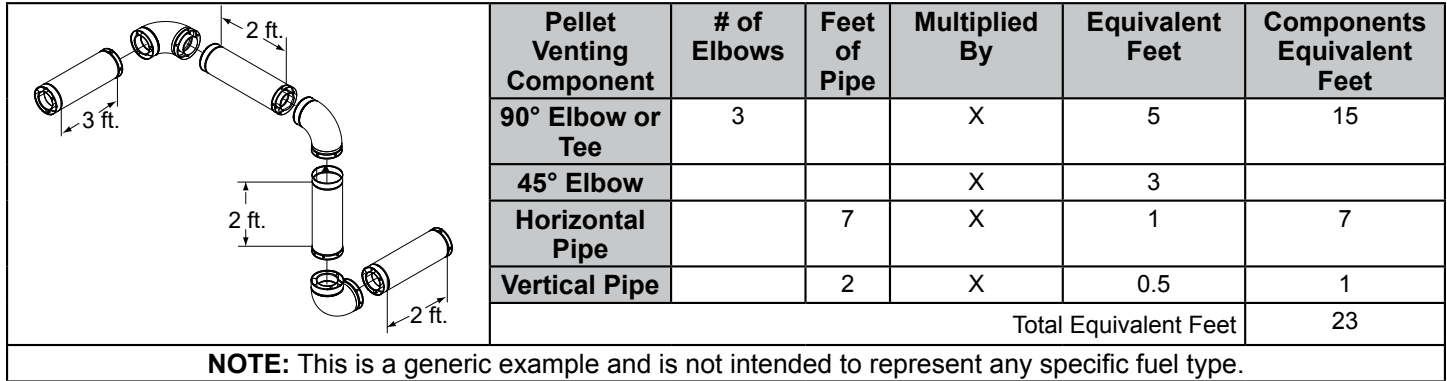 2 ft.
3 ft.
2 ft.
2 ft.
Pellet Venting Component # of Elbows Feet of Pipe Multiplied By Equivalent Feet Components Equivalent Feet
90° Elbow or Tee 3 X 5 15
45° Elbow X 3
Horizontal Pipe 7 X 1 7
Vertical Pipe 2 X 0.5 1
Total Equivalent Feet 23
NOTE: This is a generic example and is not intended to represent any specific fuel type.